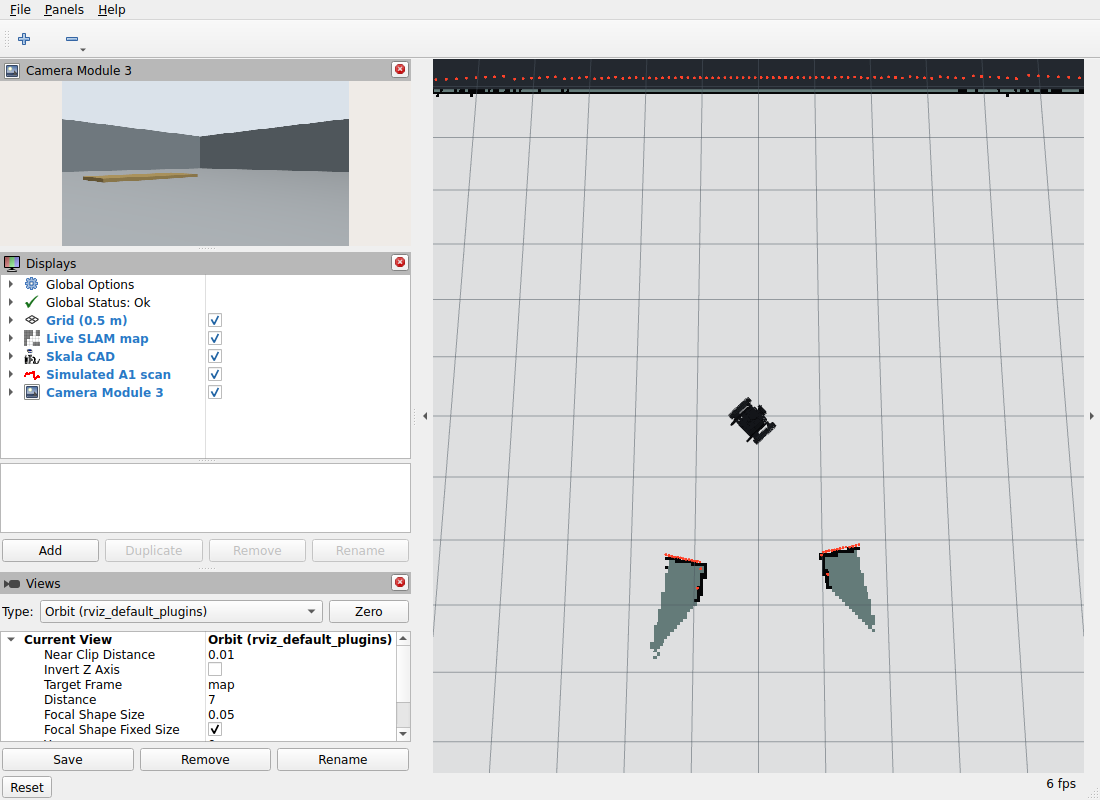 File Panels Help
Camera Module 3
Displays
Global Options
Global Status: Ok
Grid (0.5 m)
Live SLAM map
Skala CAD
Simulated A1 scan
Camera Module 3
Add Duplicate Remove Rename
Views
Type: Orbit (rviz_default_plugins) Zero
Current View Orbit (rviz_default_plugins)
Near Clip Distance 0.01
Invert Z Axis
Target Frame map
Distance 7
Focal Shape Size 0.05
Focal Shape Fixed Size
Save Remove Rename
Reset 6 fps